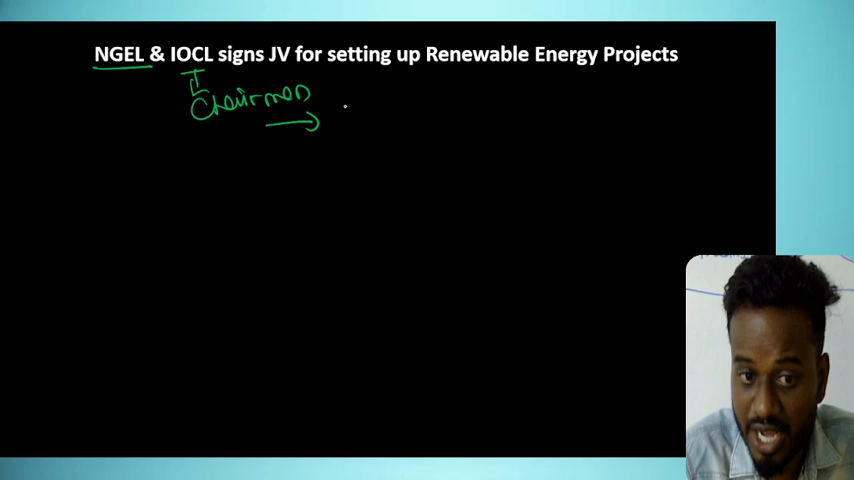 NGEL & IOCL signs JV for setting up Renewable Energy Projects
Chairman